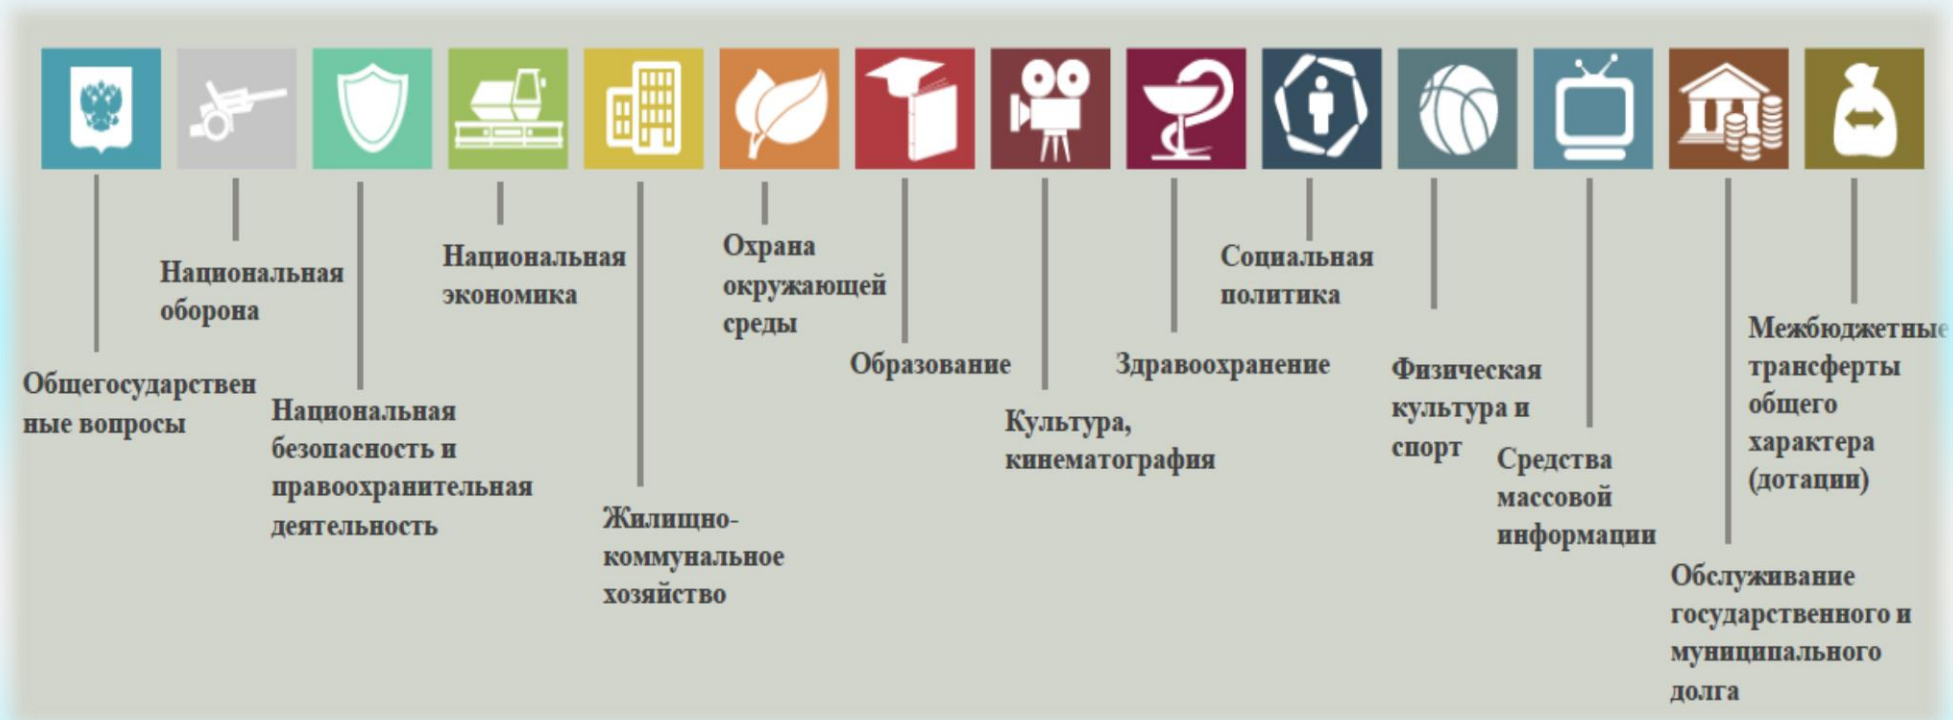 Общегосударствен
ные вопросы
Национальная
оборона
Национальная
безопасность и
правоохранительная
деятельность
Национальная
экономика
Жилищно-
коммунальное
хозяйство
Охрана
окружающей
среды
Образование
Культура,
кинематография
Здравоохранение
Социальная
политика
Физическая
культура и
спорт
Средства
массовой
информации
Обслуживание
государственного и
муниципального
долга
Межбюджетные
трансферты
общего
характера
(дотации)